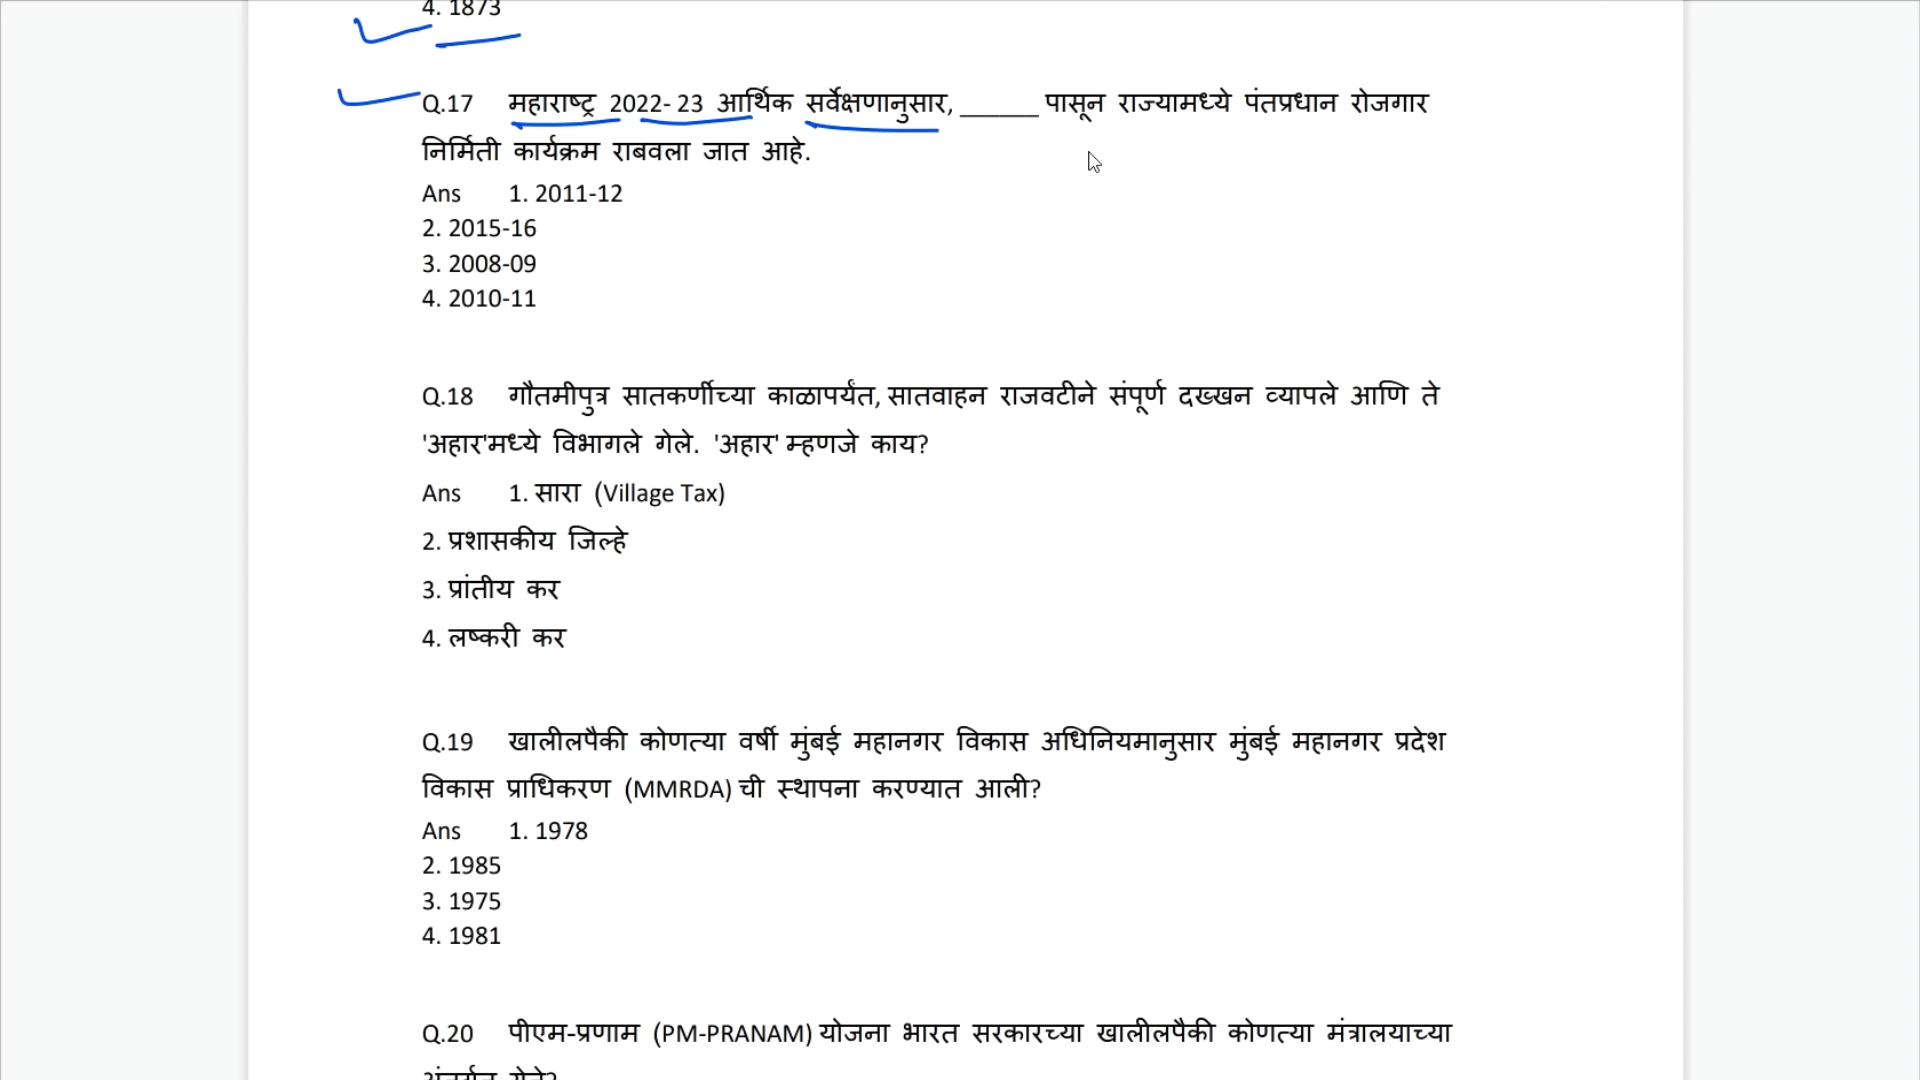 4. 1873
Q.17 महाराष्ट्र 2022- 23 आर्थिक सर्वेक्षणानुसार, ______ पासून राज्यामध्ये पंतप्रधान रोजगार
निर्मिती कार्यक्रम राबवला जात आहे.
Ans 1. 2011-12
2. 2015-16
3. 2008-09
4. 2010-11
Q.18 गौतमीपुत्र सातकर्णीच्या काळापर्यंत, सातवाहन राजवटीने संपूर्ण दख्खन व्यापले आणि ते
'अहार'मध्ये विभागले गेले. 'अहार' म्हणजे काय?
Ans 1. सारा (Village Tax)
2. प्रशासकीय जिल्हे
3. प्रांतीय कर
4. लष्करी कर
Q.19 खालीलपैकी कोणत्या वर्षी मुंबई महानगर विकास अधिनियमानुसार मुंबई महानगर प्रदेश
विकास प्राधिकरण (MMRDA) ची स्थापना करण्यात आली?
Ans 1. 1978
2. 1985
3. 1975
4. 1981
Q.20 पीएम-प्रणाम (PM-PRANAM) योजना भारत सरकारच्या खालीलपैकी कोणत्या मंत्रालयाच्या